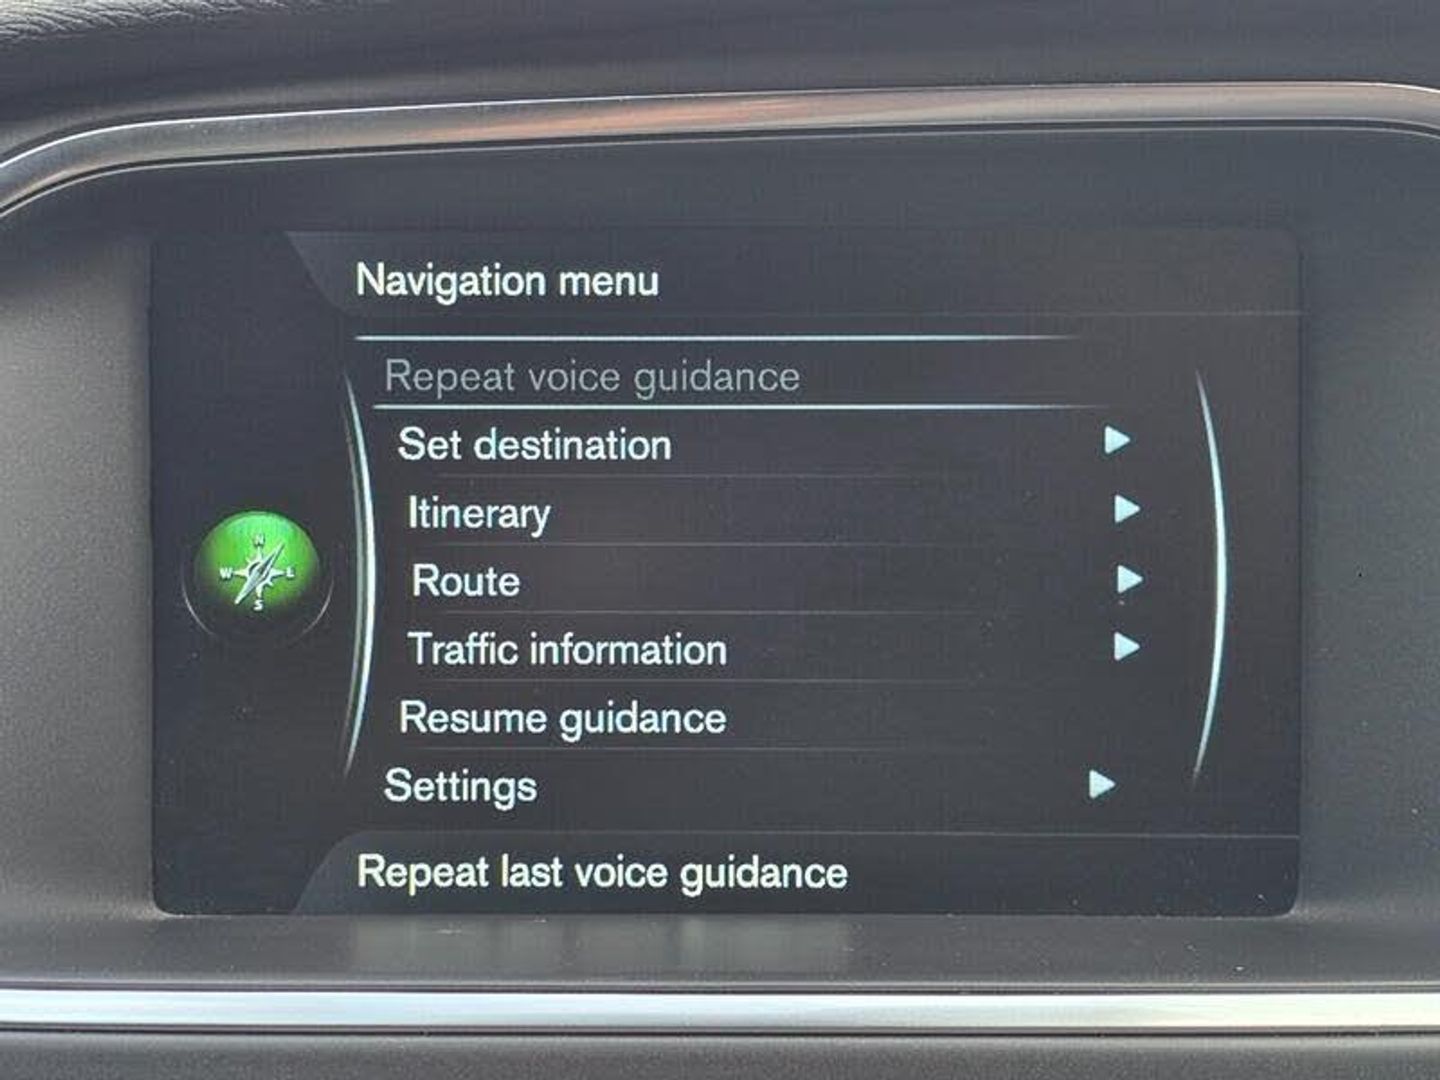 Navigation menu
Repeat voice guidance
Set destination
Itinerary
Route
Traffic information
Resume guidance
Settings
N
W E
S
Repeat last voice guidance